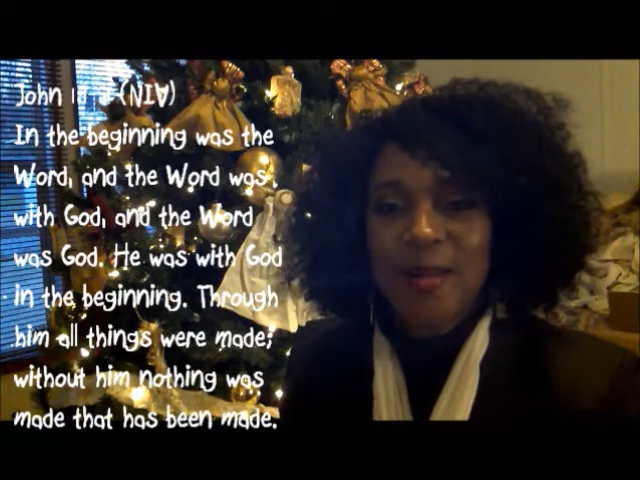 John (NIV)
In the beginning was the
Word, and the Word was
with God, and the Word
was God. He was with God
in the beginning. Through
him all things were made;
without him nothing was
made that has been made.